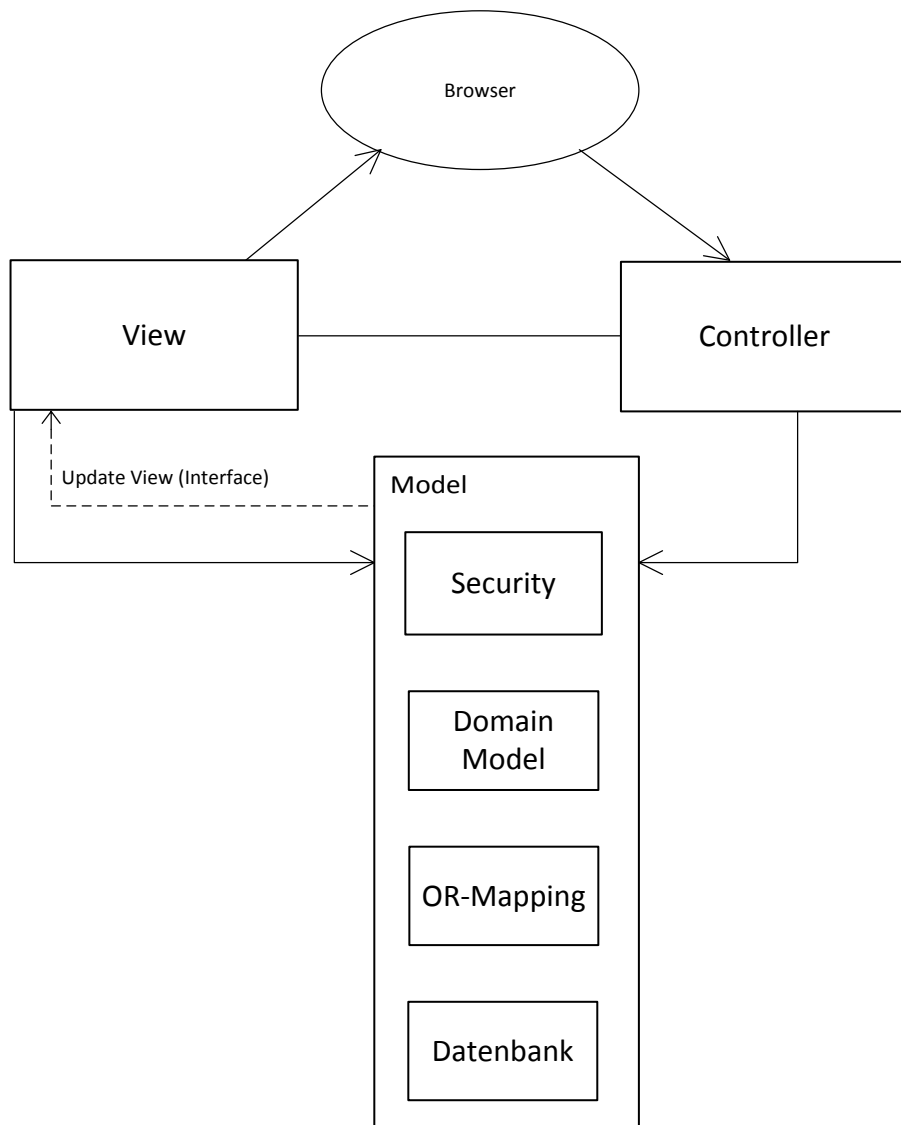 Browser
View
Controller
Update View (Interface)
Model
Security
Domain
Model
OR-Mapping
Datenbank